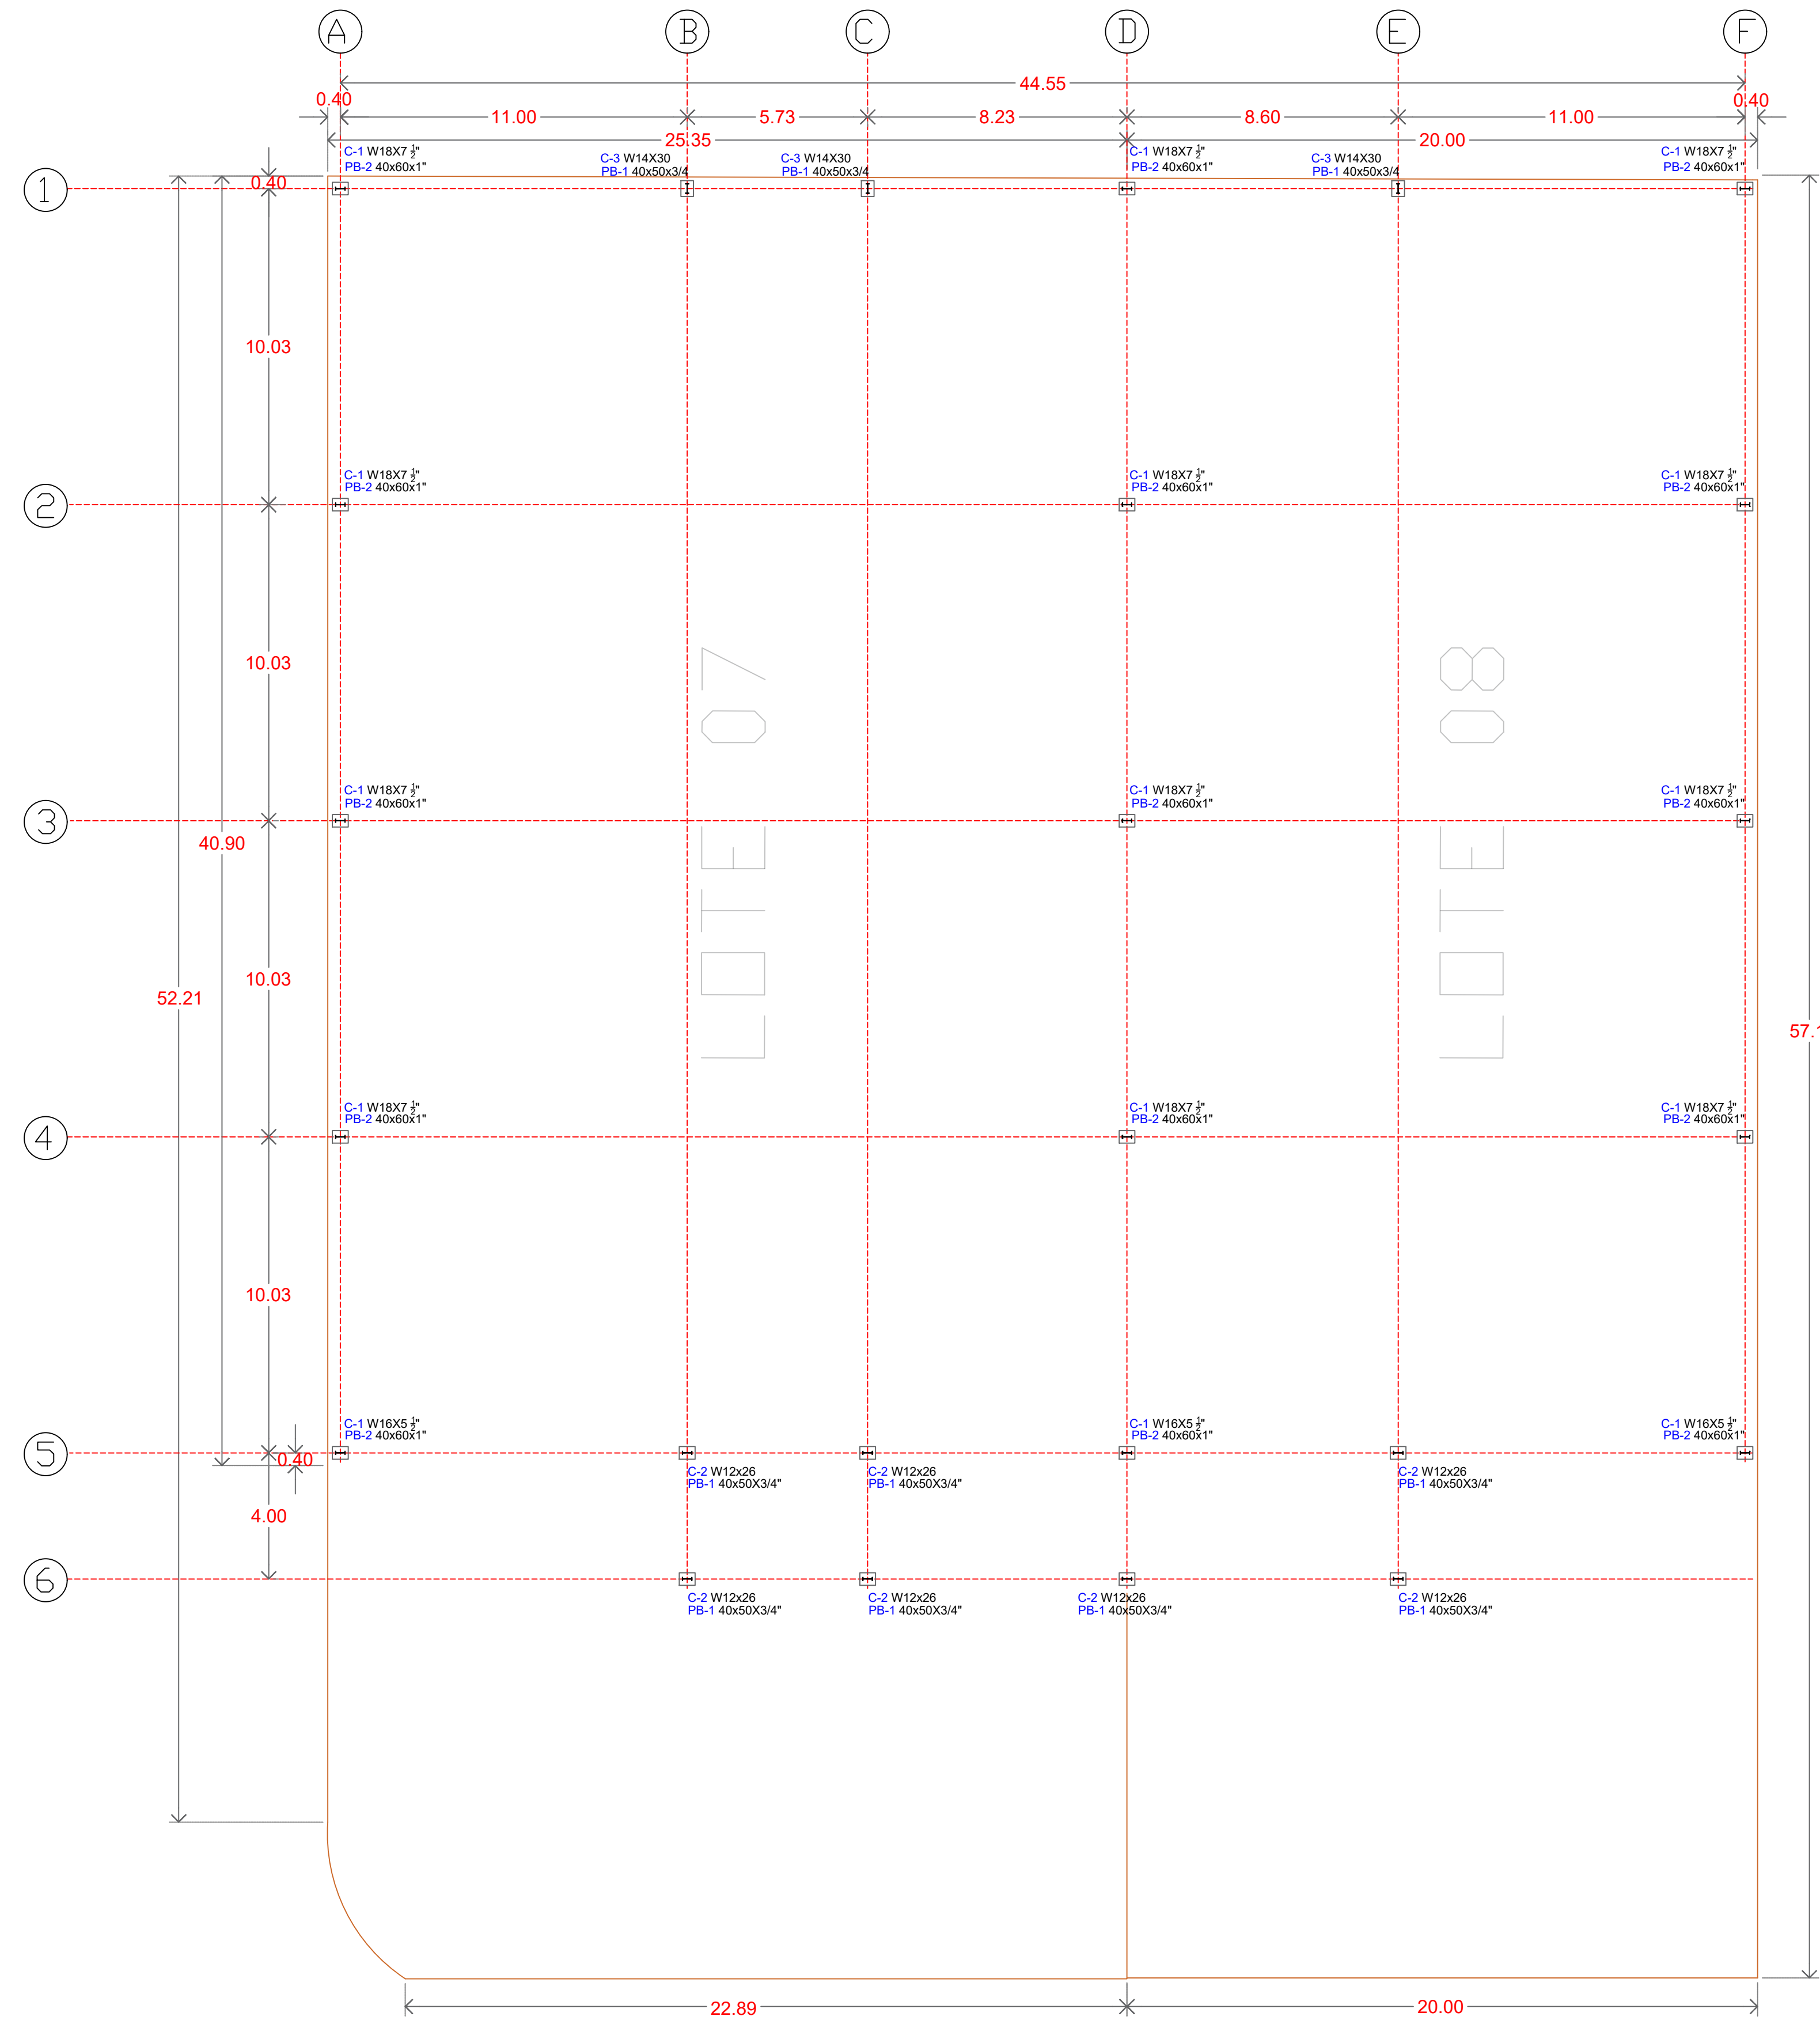 A B C D E F
44.55
0.40 0.40
11.00 5.73 8.23 8.60 11.00
25.35 20.00
C-1 W18X7 ½" C-3 W14X30 C-3 W14X30 C-1 W18X7 ½" C-3 W14X30 C-1 W18X7 ½"
PB-2 40x60x1" PB-1 40x50x3/4 PB-1 40x50x3/4 PB-2 40x60x1" PB-1 40x50x3/4 PB-2 40x60x1"
1 0.40
10.03
C-1 W18X7 ½" C-1 W18X7 ½" C-1 W18X7 ½"
PB-2 40x60x1" PB-2 40x60x1" PB-2 40x60x1"
2
10.03
LOTE 07
LOTE 08
C-1 W18X7 ½" C-1 W18X7 ½" C-1 W18X7 ½"
PB-2 40x60x1" PB-2 40x60x1" PB-2 40x60x1"
3
40.90
10.03
52.21
C-1 W18X7 ½" C-1 W18X7 ½" C-1 W18X7 ½"
PB-2 40x60x1" PB-2 40x60x1" PB-2 40x60x1"
4
10.03
C-1 W16X5 ½" C-1 W16X5 ½" C-1 W16X5 ½"
PB-2 40x60x1" PB-2 40x60x1" PB-2 40x60x1"
5
0.40
C-2 W12x26 C-2 W12x26 C-2 W12x26
PB-1 40x50X3/4" PB-1 40x50X3/4" PB-1 40x50X3/4"
4.00
6
C-2 W12x26 C-2 W12x26 C-2 W12x26 C-2 W12x26
PB-1 40x50X3/4" PB-1 40x50X3/4" PB-1 40x50X3/4" PB-1 40x50X3/4"
22.89 20.00